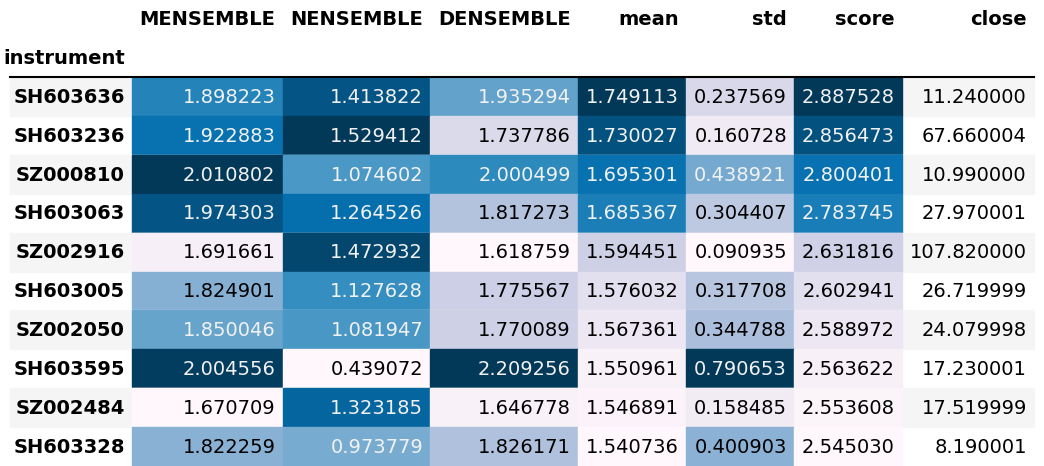 MENSEMBLE NENSEMBLE DENSEMBLE mean std score close
instrument
SH603636 1.898223 1.413822 1.935294 1.749113 0.237569 2.887528 11.240000
SH603236 1.922883 1.529412 1.737786 1.730027 0.160728 2.856473 67.660004
SZ000810 2.010802 1.074602 2.000499 1.695301 0.438921 2.800401 10.990000
SH603063 1.974303 1.264526 1.817273 1.685367 0.304407 2.783745 27.970001
SZ002916 1.691661 1.472932 1.618759 1.594451 0.090935 2.631816 107.820000
SH603005 1.824901 1.127628 1.775567 1.576032 0.317708 2.602941 26.719999
SZ002050 1.850046 1.081947 1.770089 1.567361 0.344788 2.588972 24.079998
SH603595 2.004556 0.439072 2.209256 1.550961 0.790653 2.563622 17.230001
SZ002484 1.670709 1.323185 1.646778 1.546891 0.158485 2.553608 17.519999
SH603328 1.822259 0.973779 1.826171 1.540736 0.400903 2.545030 8.190001